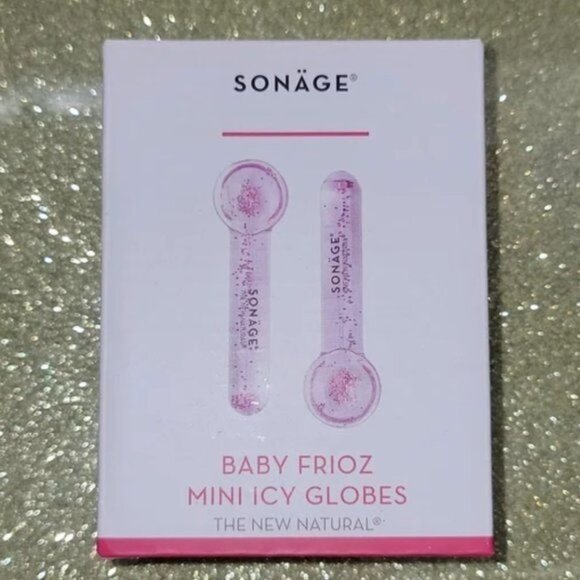 SONÄGE®
SONÄGE®
SONÄGE®
BABY FRIOZ
MINI iCY GLOBES
THE NEW NATURAL®